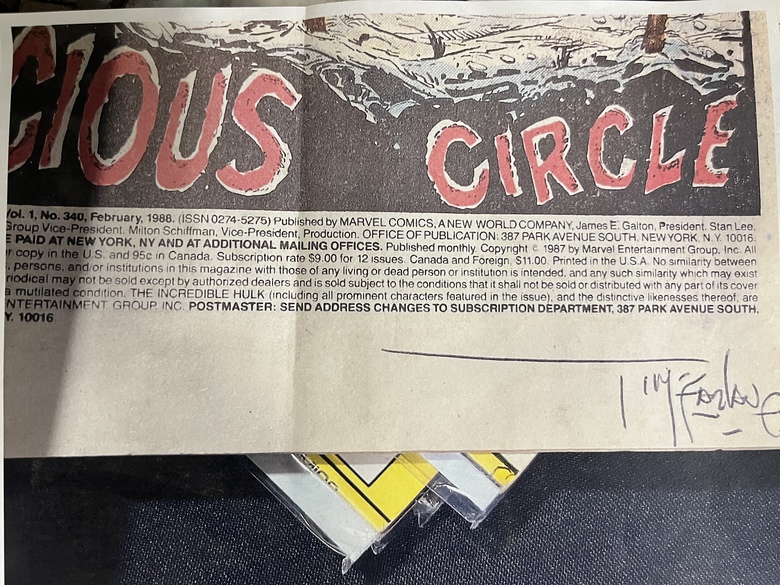 CIOUS CIRCLE
Vol. 1, No. 340, February, 1988. (ISSN 0274-5275) Published by MARVEL COMICS, A NEW WORLD COMPANY, James E. Galton, President. Stan Lee,
Group Vice-President. Milton Schiffman, Vice-President, Production. OFFICE OF PUBLICATION: 387 PARK AVENUE SOUTH, NEW YORK, N.Y. 10016.
E PAID AT NEW YORK, NY AND AT ADDITIONAL MAILING OFFICES. Published monthly. Copyright © 1987 by Marvel Entertainment Group, Inc. All
r copy in the U.S. and 95¢ in Canada. Subscription rate $9.00 for 12 issues. Canada and Foreign, $11.00. Printed in the U.S.A. No similarity between
, persons, and/or institutions in this magazine with those of any living or dead person or institution is intended, and any such similarity which may exist
riodical may not be sold except by authorized dealers and is sold subject to the conditions that it shall not be sold or distributed with any part of its cover
a mutilated condition. THE INCREDIBLE HULK (including all prominent characters featured in the issue), and the distinctive likenesses thereof, are
NTERTAINMENT GROUP, INC. POSTMASTER: SEND ADDRESS CHANGES TO SUBSCRIPTION DEPARTMENT, 387 PARK AVENUE SOUTH,
Y. 10016
T McFarlane